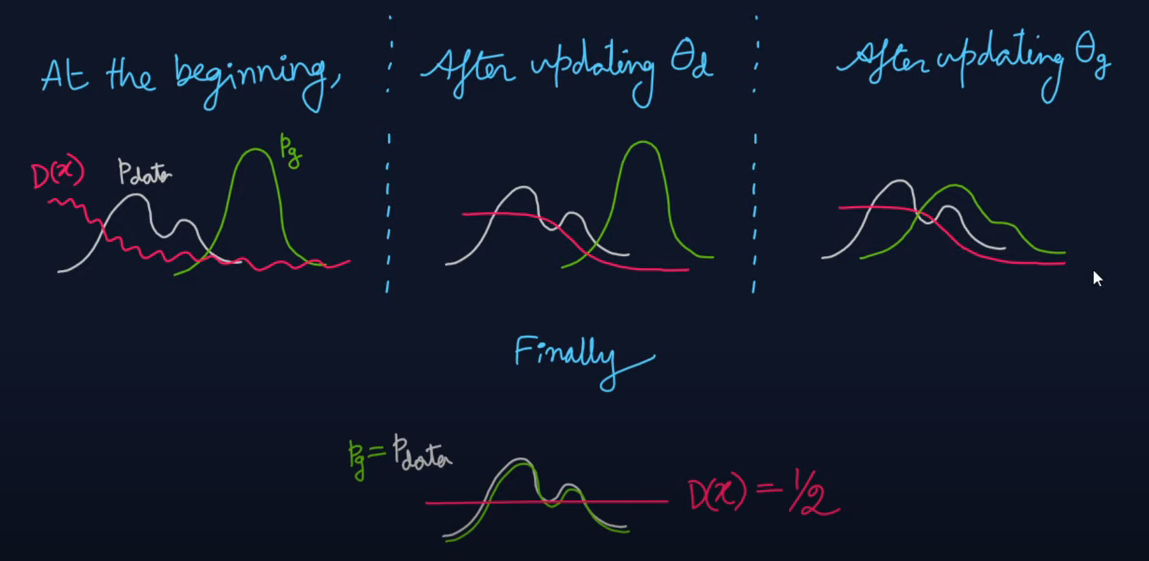 At the beginning,
After updating θd
After updating θg
D(x)
Pdata
Pg
Finally
Pg = Pdata
D(x) = 1/2